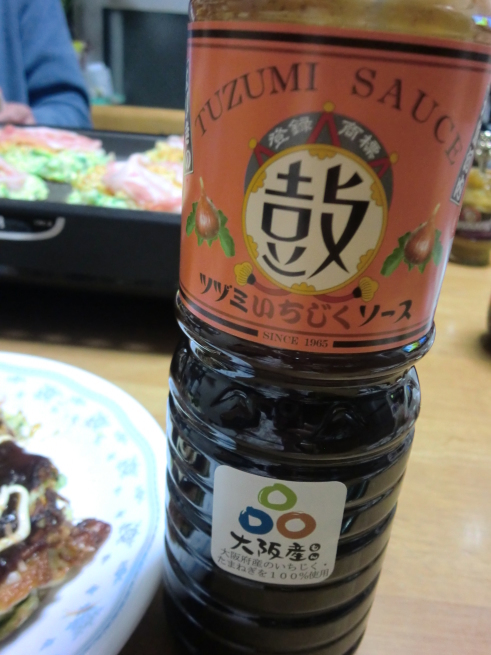 TUZUMI SAUCE
登録商標
鼓
ツヅミいちじくソース
SINCE 1965
大阪産
大阪府産のいちじく・
たまねぎを100%使用